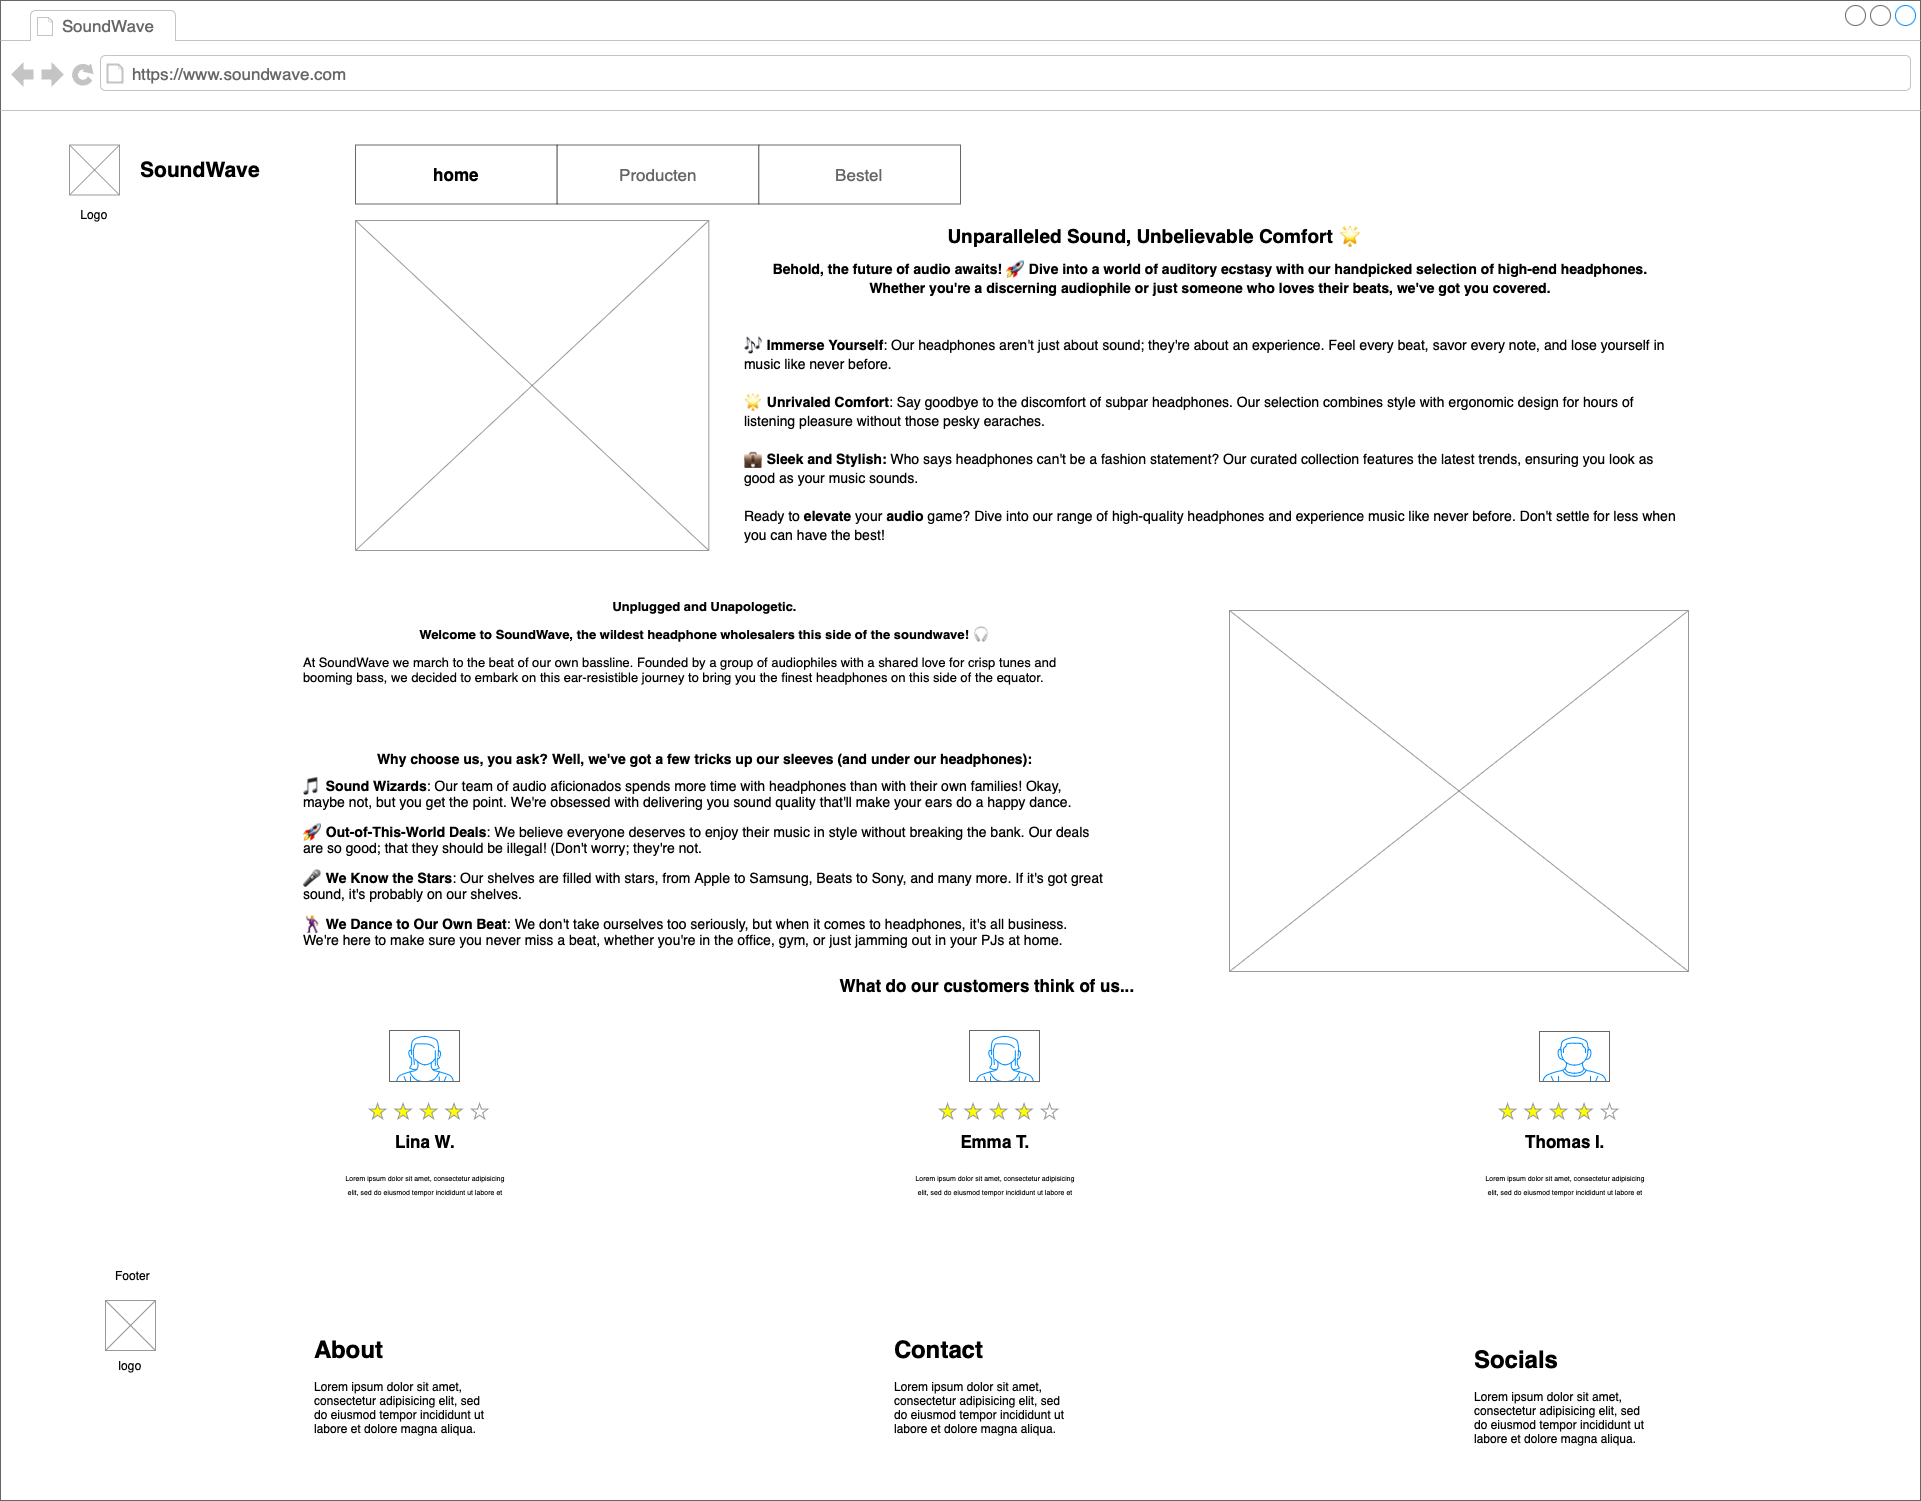 SoundWave
https://www.soundwave.com
SoundWave
Logo
home
Producten
Bestel
Unparalleled Sound, Unbelievable Comfort 🌟
Behold, the future of audio awaits! 🚀 Dive into a world of auditory ecstasy with our handpicked selection of high-end headphones.
Whether you're a discerning audiophile or just someone who loves their beats, we've got you covered.
🎶 Immerse Yourself: Our headphones aren't just about sound; they're about an experience. Feel every beat, savor every note, and lose yourself in
music like never before.
🌟 Unrivaled Comfort: Say goodbye to the discomfort of subpar headphones. Our selection combines style with ergonomic design for hours of
listening pleasure without those pesky earaches.
💼 Sleek and Stylish: Who says headphones can't be a fashion statement? Our curated collection features the latest trends, ensuring you look as
good as your music sounds.
Ready to elevate your audio game? Dive into our range of high-quality headphones and experience music like never before. Don't settle for less when
you can have the best!
Unplugged and Unapologetic.
Welcome to SoundWave, the wildest headphone wholesalers this side of the soundwave! 🎧
At SoundWave we march to the beat of our own bassline. Founded by a group of audiophiles with a shared love for crisp tunes and
booming bass, we decided to embark on this ear-resistible journey to bring you the finest headphones on this side of the equator.
Why choose us, you ask? Well, we've got a few tricks up our sleeves (and under our headphones):
🎵 Sound Wizards: Our team of audio aficionados spends more time with headphones than with their own families! Okay,
maybe not, but you get the point. We're obsessed with delivering you sound quality that'll make your ears do a happy dance.
🚀 Out-of-This-World Deals: We believe everyone deserves to enjoy their music in style without breaking the bank. Our deals
are so good; that they should be illegal! (Don't worry; they're not.
🎤 We Know the Stars: Our shelves are filled with stars, from Apple to Samsung, Beats to Sony, and many more. If it's got great
sound, it's probably on our shelves.
🕺 We Dance to Our Own Beat: We don't take ourselves too seriously, but when it comes to headphones, it's all business.
We're here to make sure you never miss a beat, whether you're in the office, gym, or just jamming out in your PJs at home.
What do our customers think of us...
Lina W.
Lorem ipsum dolor sit amet, consectetur adipisicing
elit, sed do eiusmod tempor incididunt ut labore et
Emma T.
Lorem ipsum dolor sit amet, consectetur adipisicing
elit, sed do eiusmod tempor incididunt ut labore et
Thomas I.
Lorem ipsum dolor sit amet, consectetur adipisicing
elit, sed do eiusmod tempor incididunt ut labore et
Footer
logo
About
Lorem ipsum dolor sit amet,
consectetur adipisicing elit, sed
do eiusmod tempor incididunt ut
labore et dolore magna aliqua.
Contact
Lorem ipsum dolor sit amet,
consectetur adipisicing elit, sed
do eiusmod tempor incididunt ut
labore et dolore magna aliqua.
Socials
Lorem ipsum dolor sit amet,
consectetur adipisicing elit, sed
do eiusmod tempor incididunt ut
labore et dolore magna aliqua.